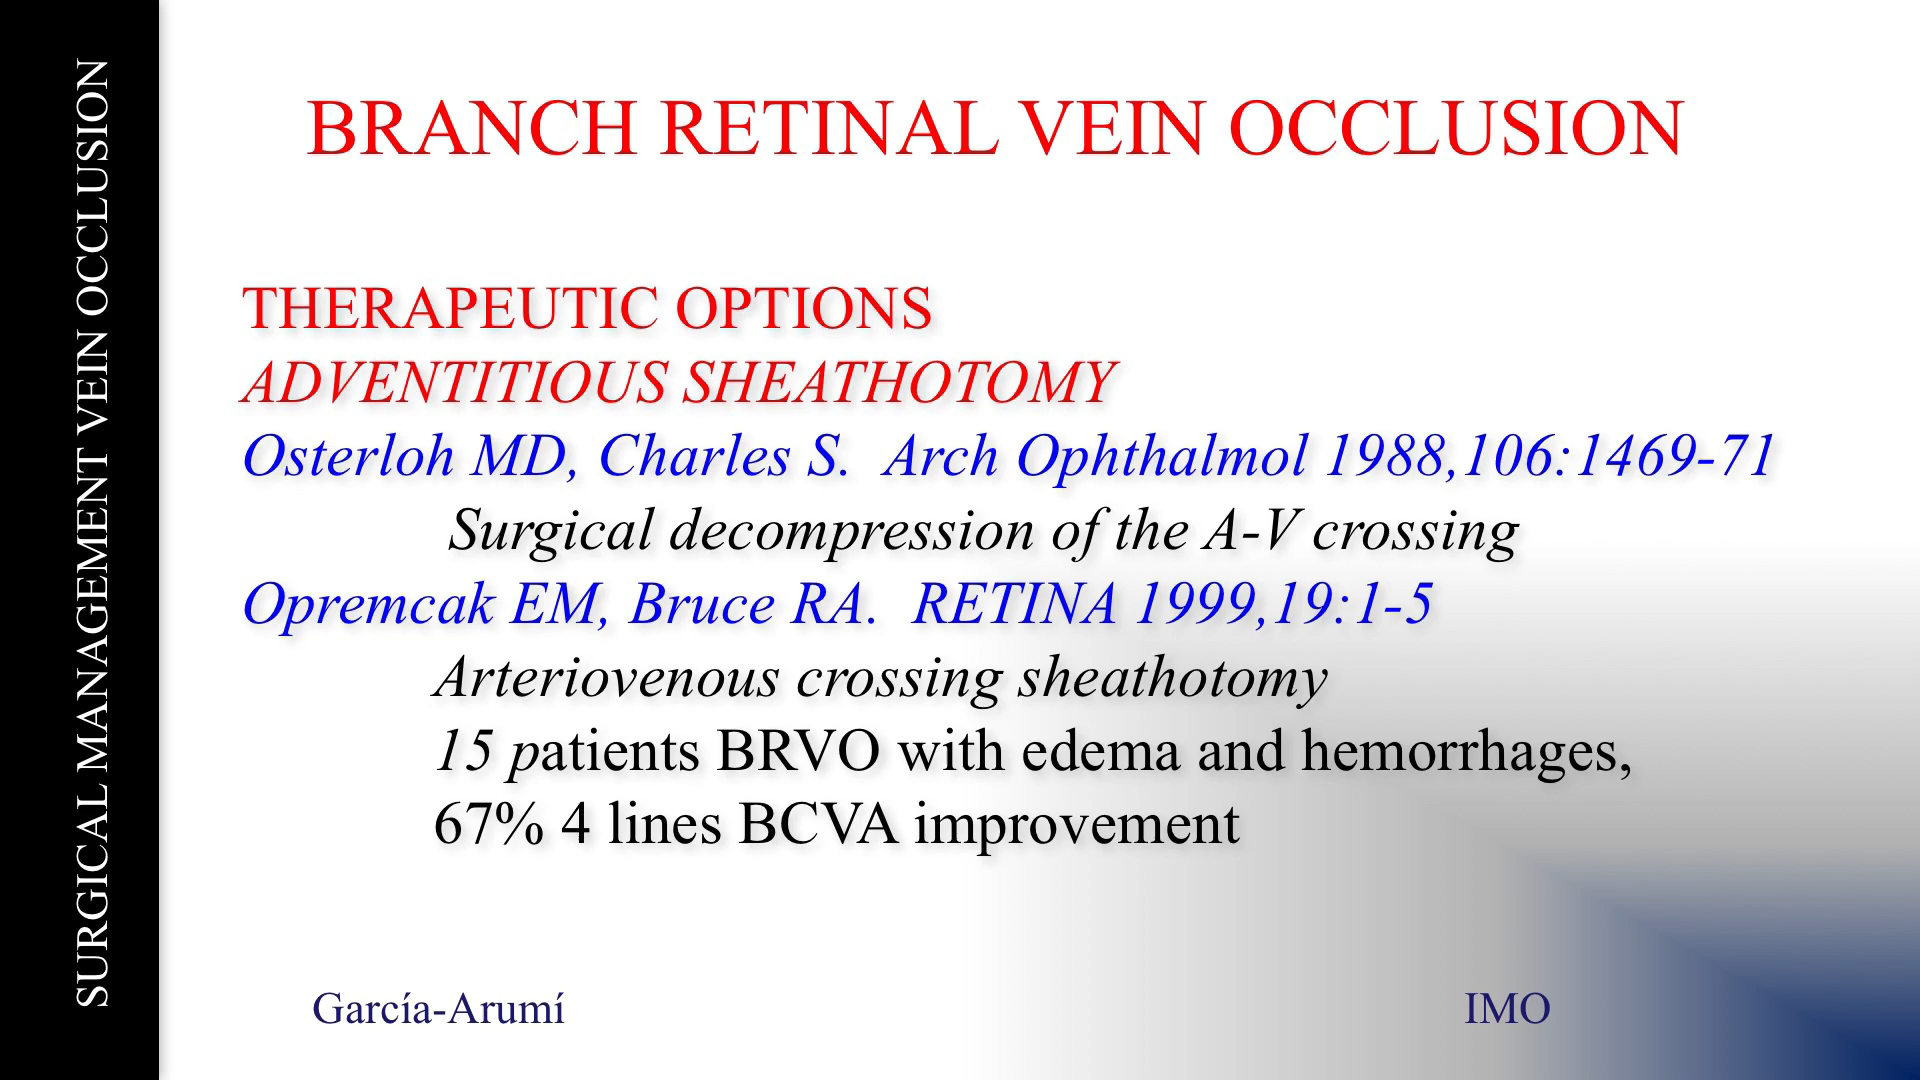 SURGICAL MANAGEMENT VEIN OCCLUSION
BRANCH RETINAL VEIN OCCLUSION
THERAPEUTIC OPTIONS
ADVENTITIOUS SHEATHOTOMY
Osterloh MD, Charles S. Arch Ophthalmol 1988,106:1469-71
Surgical decompression of the A-V crossing
Opremcak EM, Bruce RA. RETINA 1999,19:1-5
Arteriovenous crossing sheathotomy
15 patients BRVO with edema and hemorrhages,
67% 4 lines BCVA improvement
García-Arumí
IMO